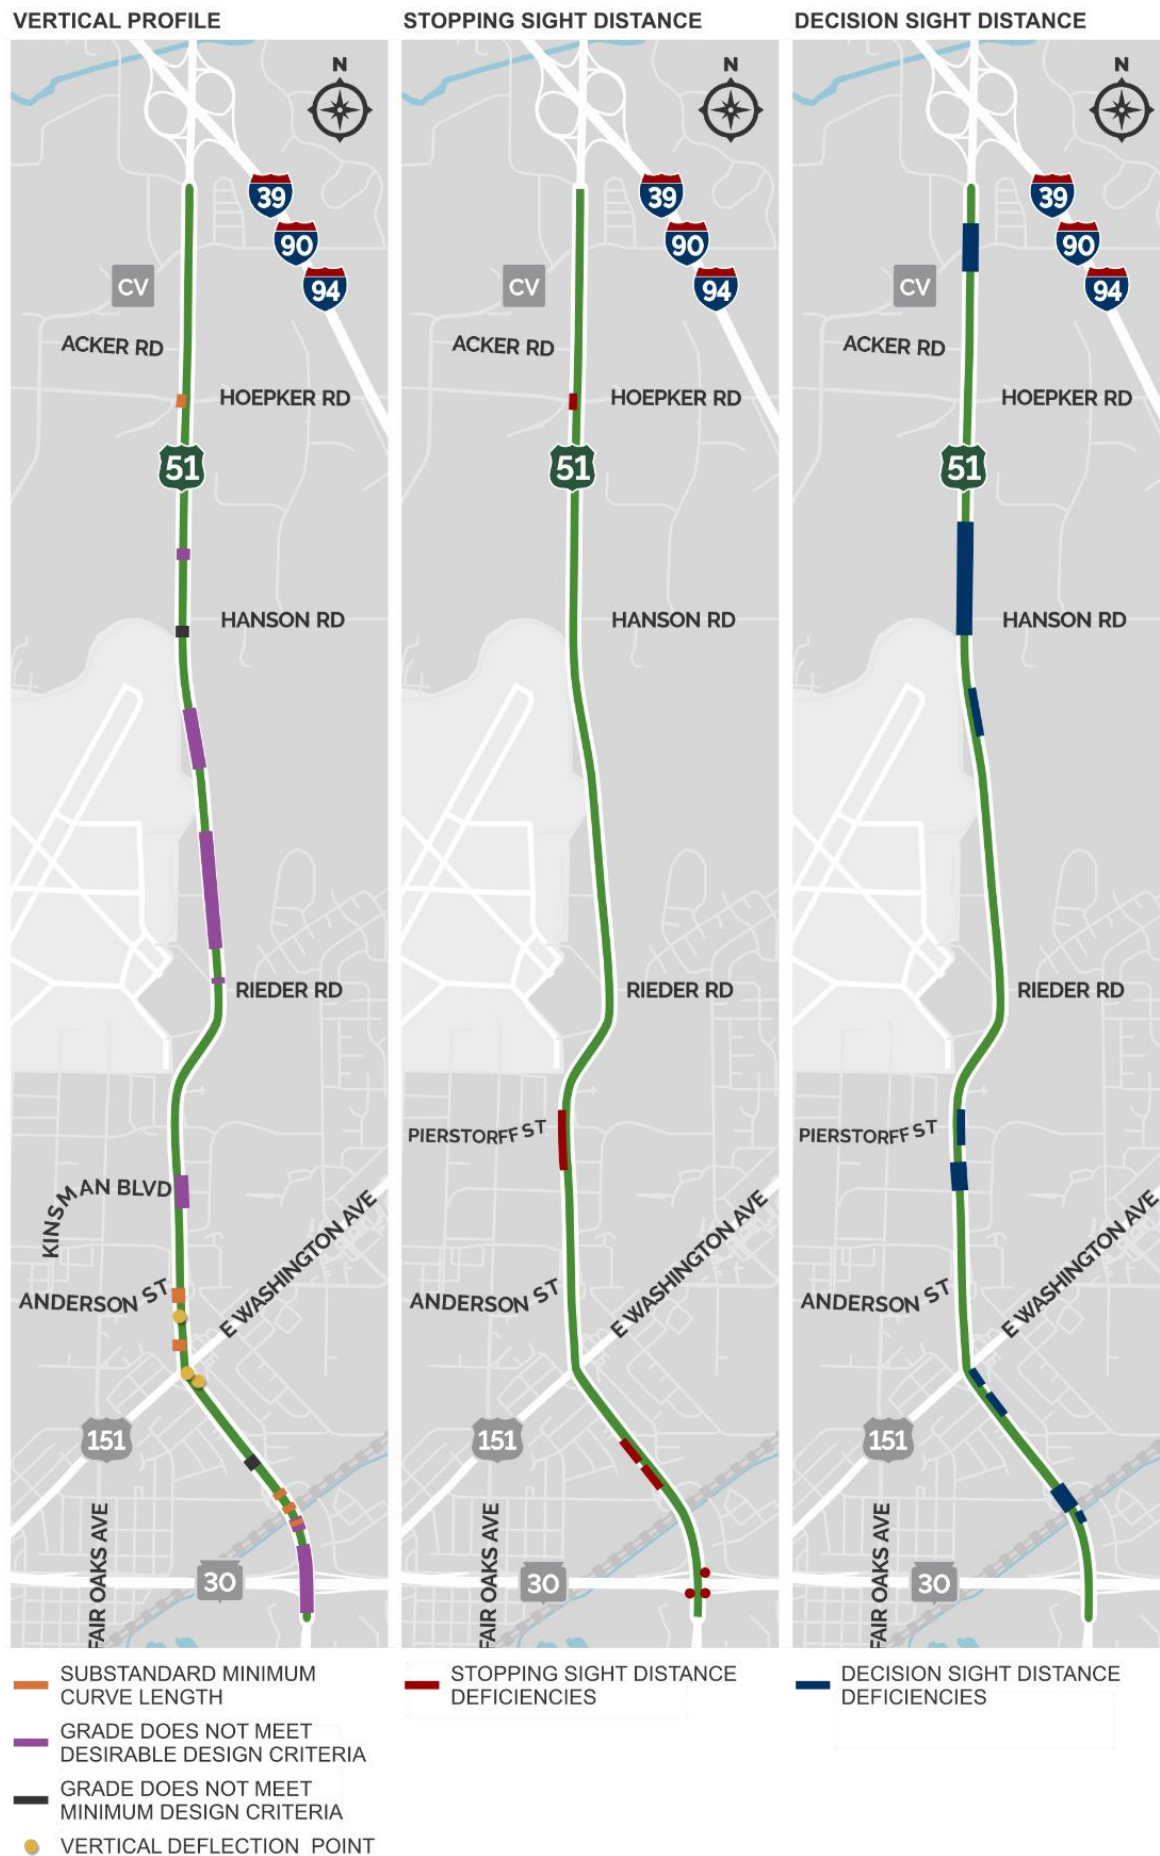 VERTICAL PROFILE
N
39
90
94
CV
ACKER RD
HOEPKER RD
51
HANSON RD
RIEDER RD
KINSMAN BLVD
E WASHINGTON AVE
ANDERSON ST
151
FAIR OAKS AVE
30
SUBSTANDARD MINIMUM
CURVE LENGTH
GRADE DOES NOT MEET
DESIRABLE DESIGN CRITERIA
GRADE DOES NOT MEET
MINIMUM DESIGN CRITERIA
VERTICAL DEFLECTION POINT
STOPPING SIGHT DISTANCE
N
39
90
94
CV
ACKER RD
HOEPKER RD
51
HANSON RD
RIEDER RD
PIERSTORFF ST
E WASHINGTON AVE
ANDERSON ST
151
FAIR OAKS AVE
30
STOPPING SIGHT DISTANCE
DEFICIENCIES
DECISION SIGHT DISTANCE
N
39
90
94
CV
ACKER RD
HOEPKER RD
51
HANSON RD
RIEDER RD
PIERSTORFF ST
E WASHINGTON AVE
ANDERSON ST
151
FAIR OAKS AVE
30
DECISION SIGHT DISTANCE
DEFICIENCIES